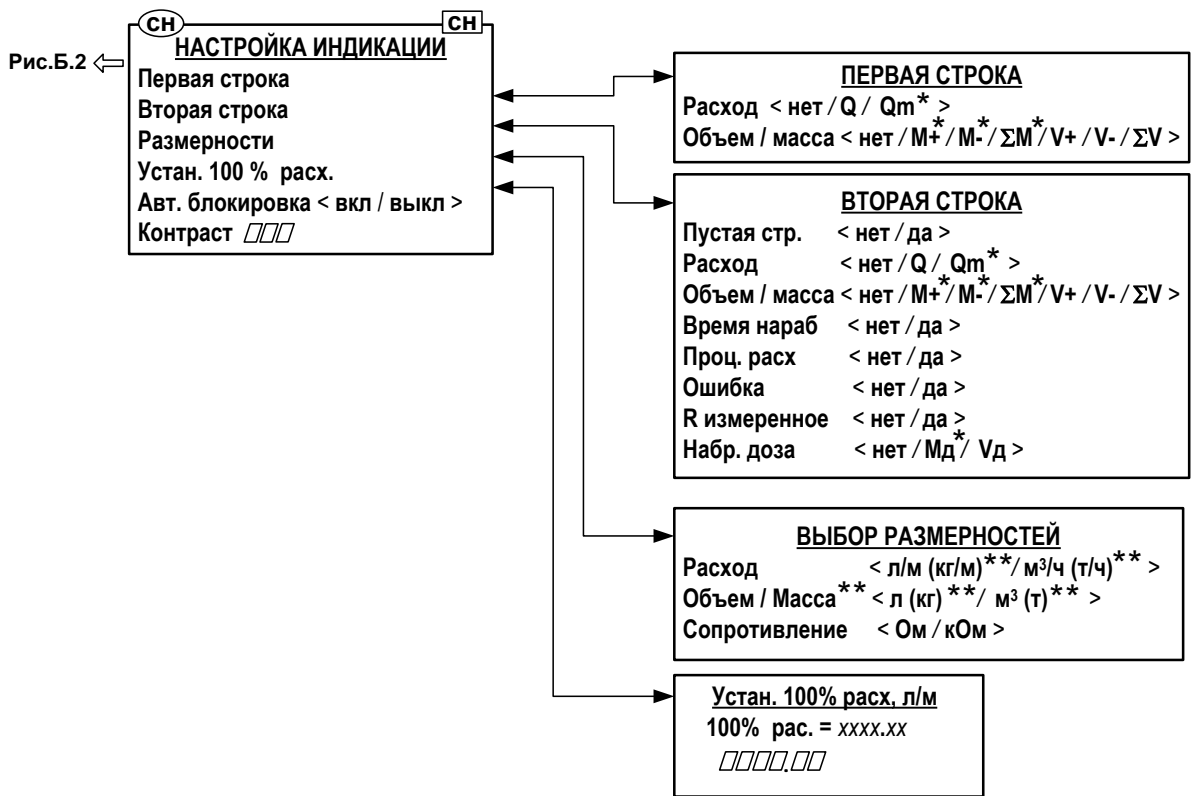 СН СН
НАСТРОЙКА ИНДИКАЦИИ
Рис.Б.2
Первая строка
Вторая строка
Размерности
Устан. 100 % расх.
Авт. блокировка < вкл / выкл >
Контраст
ПЕРВАЯ СТРОКА
Расход < нет / Q / Qm* >
Объем / масса < нет / M+* / M-* / ΣM* / V+ / V- / ΣV >
ВТОРАЯ СТРОКА
Пустая стр. < нет / да >
Расход < нет / Q / Qm* >
Объем / масса < нет / M+* / M-* / ΣM* / V+ / V- / ΣV >
Время нараб < нет / да >
Проц. расх < нет / да >
Ошибка < нет / да >
R измеренное < нет / да >
Набр. доза < нет / Мд* / Vд >
ВЫБОР РАЗМЕРНОСТЕЙ
Расход < л/м (кг/м)** / м³/ч (т/ч)** >
Объем / Масса** < л (кг) ** / м³ (т)** >
Сопротивление < Ом / кОм >
Устан. 100% расх, л/м
100% рас. = xxxx.xx